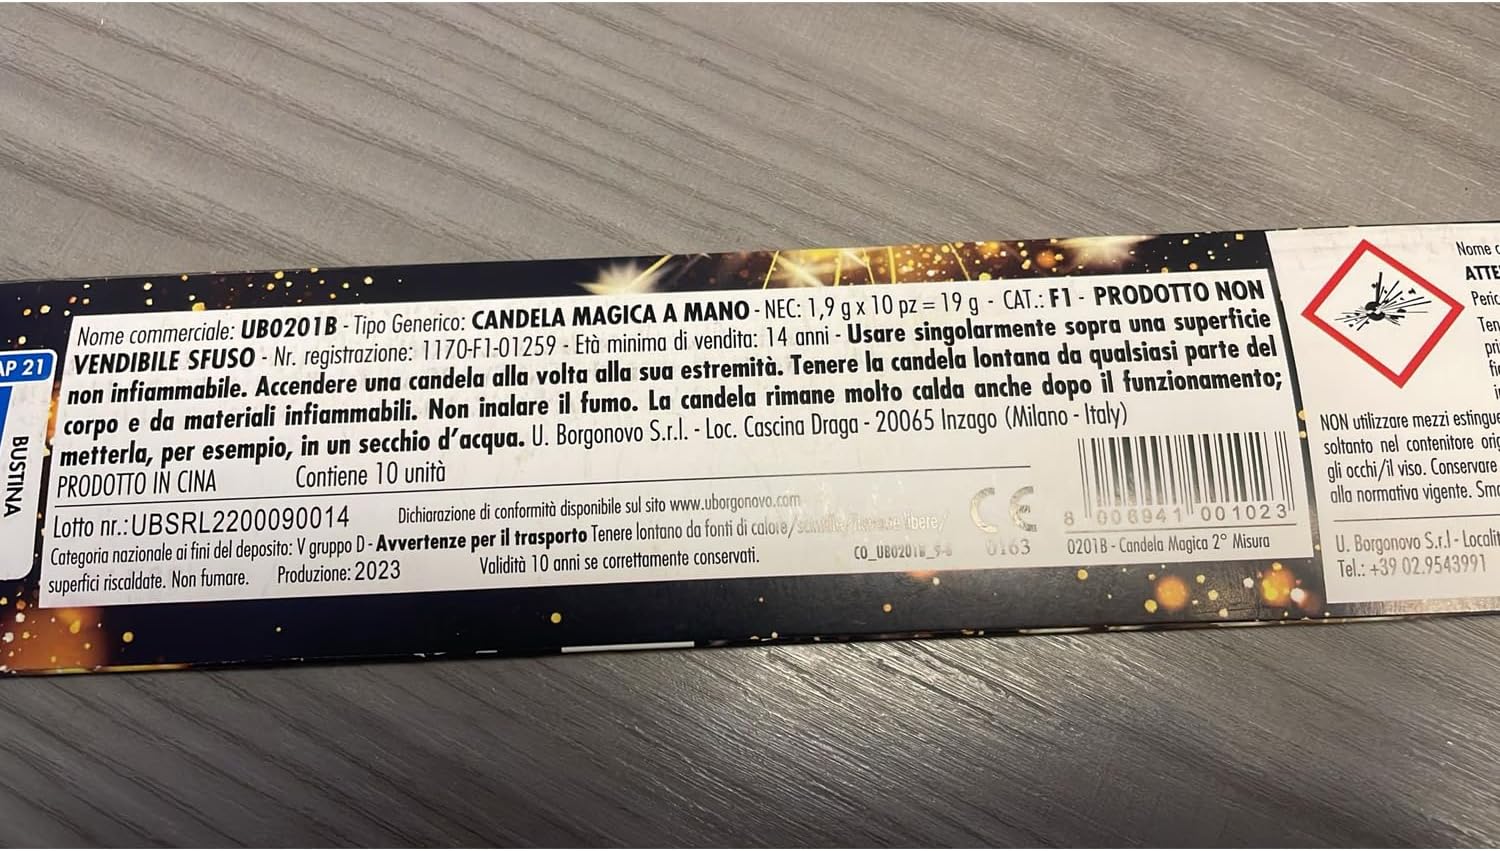 Nome commerciale: UB0201B - Tipo Generico: CANDELA MAGICA A MANO - NEC: 1,9 g x 10 pz = 19 g - CAT.: F1 - PRODOTTO NON
VENDIBILE SFUSO - Nr. registrazione: 1170-F1-01259 - Età minima di vendita: 14 anni - Usare singolarmente sopra una superficie
non infiammabile. Accendere una candela alla volta alla sua estremità. Tenere la candela lontana da qualsiasi parte del
corpo e da materiali infiammabili. Non inalare il fumo. La candela rimane molto calda anche dopo il funzionamento;
metterla, per esempio, in un secchio d'acqua. U. Borgonovo S.r.l. - Loc. Cascina Draga - 20065 Inzago (Milano - Italy)
PRODOTTO IN CINA Contiene 10 unità
Lotto nr.:UBSRL2200090014 Dichiarazione di conformità disponibile sul sito www.uborgonovo.com
Categoria nazionale ai fini del deposito: V gruppo D - Avvertenze per il trasporto Tenere lontano da fonti di calore/scintille/fiamme libere/
superfici riscaldate. Non fumare. Produzione: 2023 Validità 10 anni se correttamente conservati.
CE
0163
8 006941 001023
0201B - Candela Magica 2° Misura
AP 21
BUSTINA
Nome
NON utilizzare mezzi
soltanto nel contenitore
gli occhi/il viso. Conservare
alla normativa vigente.
U. Borgonovo S.r.l -
Tel.: +39 02.9543991